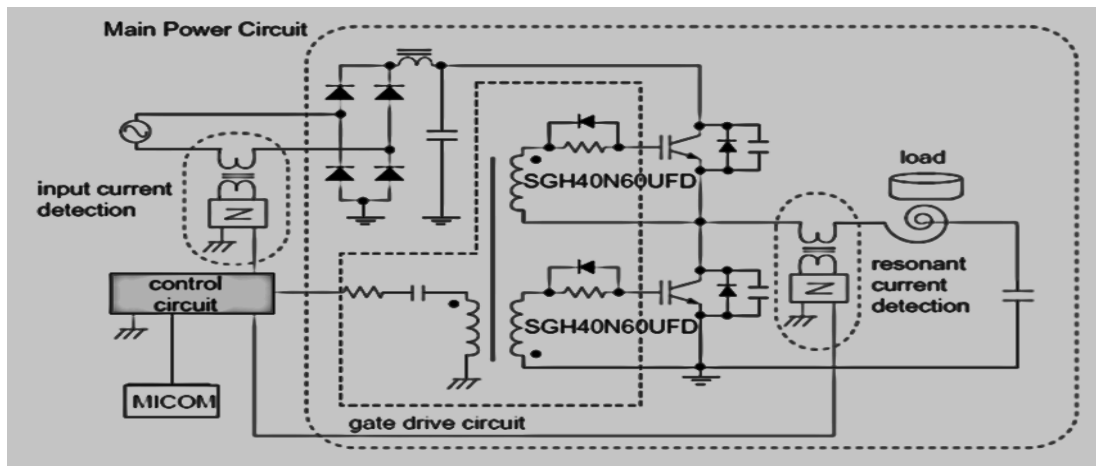 Main Power Circuit
input current
detection
SGH40N60UFD
load
control
circuit
SGH40N60UFD
resonant
current
detection
MICOM
gate drive circuit